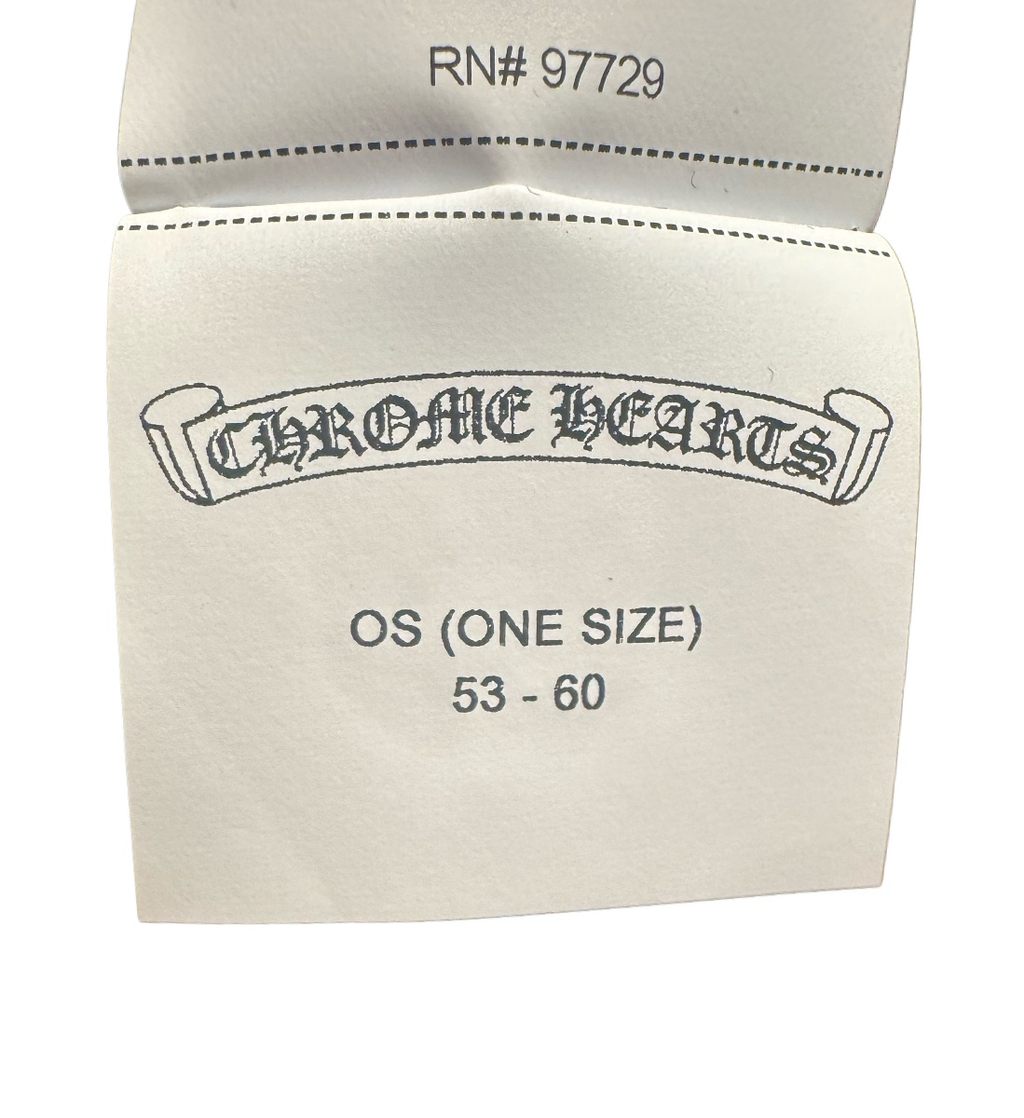 RN# 97729
CHROME HEARTS
OS (ONE SIZE)
53 - 60